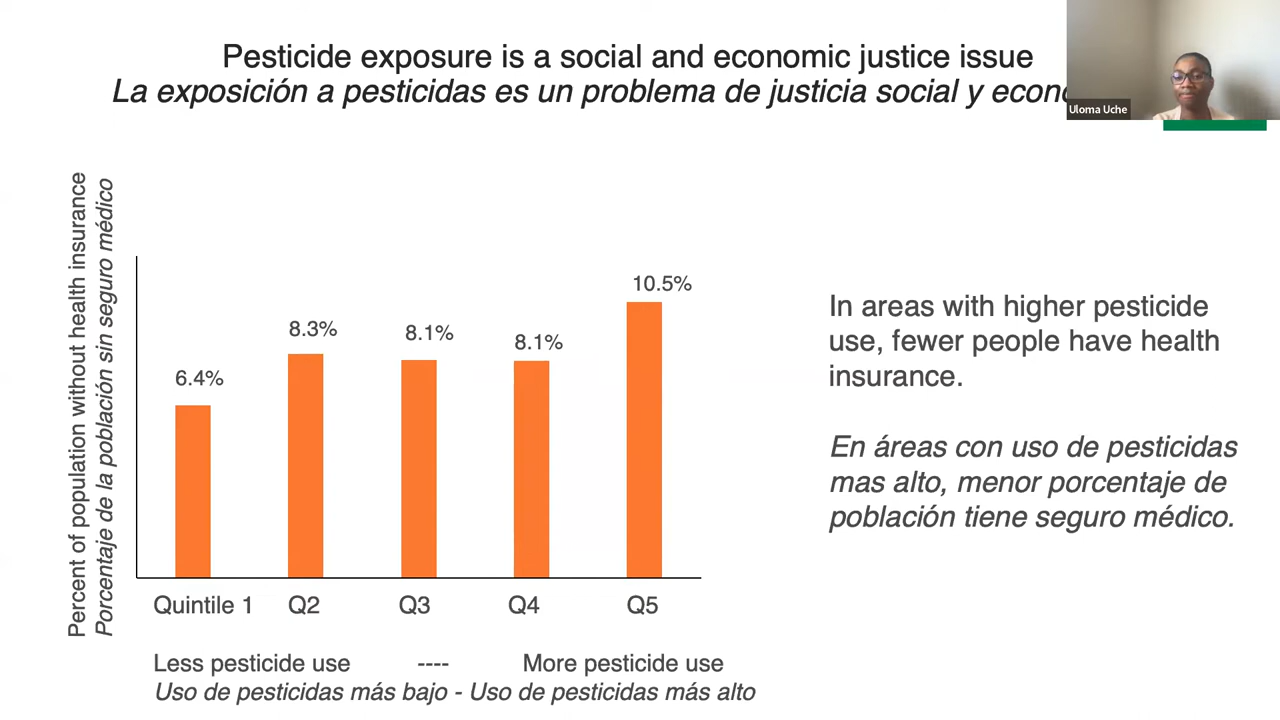 Pesticide exposure is a social and economic justice issue
La exposición a pesticidas es un problema de justicia social y
Uloma Uche
Percent of population without health insurance
Porcentaje de la población sin seguro médico
6.4%
8.3%
8.1%
8.1%
10.5%
Quintile 1 Q2 Q3 Q4 Q5
Less pesticide use ---- More pesticide use
Uso de pesticidas más bajo - Uso de pesticidas más alto
In areas with higher pesticide
use, fewer people have health
insurance.
En áreas con uso de pesticidas
mas alto, menor porcentaje de
población tiene seguro médico.